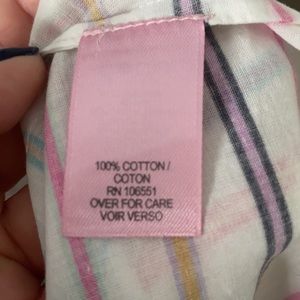 100% COTTON/
COTON
RN 106551
OVER FOR CARE
VOIR VERSO